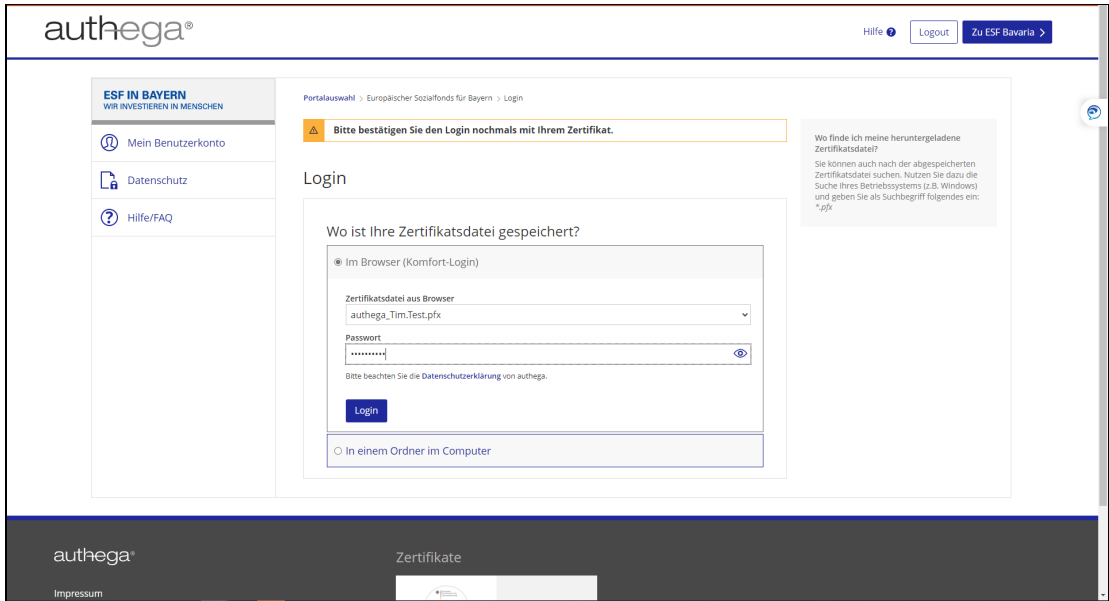 authega®
Hilfe
Logout
Zu ESF Bavaria
ESF IN BAYERN
WIR INVESTIEREN IN MENSCHEN
Mein Benutzerkonto
Datenschutz
Hilfe/FAQ
Portalauswahl > Europäischer Sozialfonds für Bayern > Login
Bitte bestätigen Sie den Login nochmals mit Ihrem Zertifikat.
Login
Wo ist Ihre Zertifikatsdatei gespeichert?
Im Browser (Komfort-Login)
Zertifikatsdatei aus Browser
authega_Tim.Test.pfx
Passwort
••••••••••
Bitte beachten Sie die Datenschutzerklärung von authega.
Login
In einem Ordner im Computer
Wo finde ich meine heruntergeladene
Zertifikatsdatei?
Sie können auch nach der abgespeicherten
Zertifikatsdatei suchen. Nutzen Sie dazu die
Suche Ihres Betriebssystems (z.B. Windows)
und geben Sie als Suchbegriff folgendes ein:
*.pfx
authega®
Impressum
Zertifikate